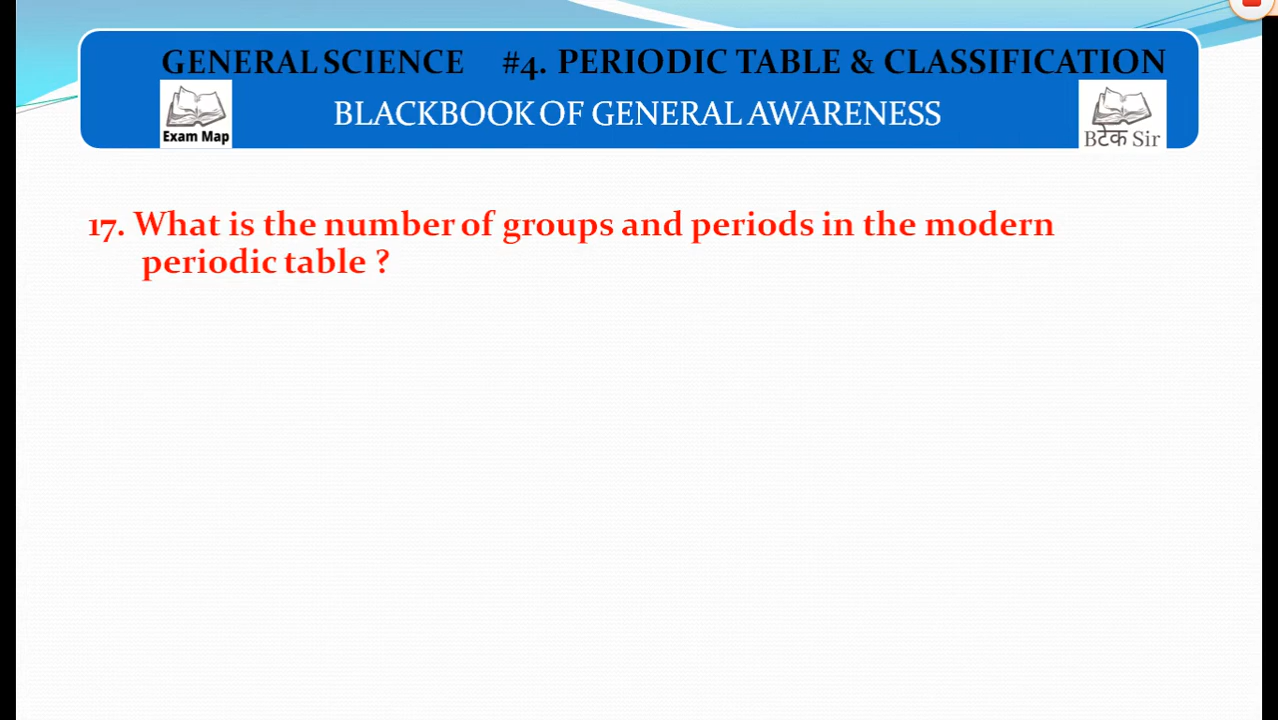 GENERAL SCIENCE #4. PERIODIC TABLE & CLASSIFICATION
BLACKBOOK OF GENERAL AWARENESS
Exam Map
Bटेक Sir
17. What is the number of groups and periods in the modern
periodic table ?